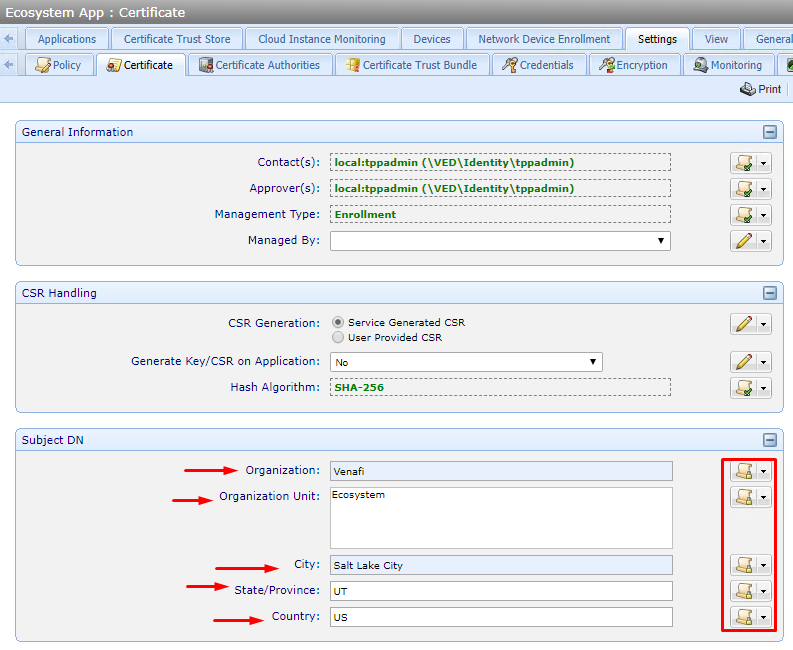 Ecosystem App : Certificate
Applications Certificate Trust Store Cloud Instance Monitoring Devices Network Device Enrollment Settings View General
Policy Certificate Certificate Authorities Certificate Trust Bundle Credentials Encryption Monitoring
Print
General Information
Contact(s): local:tppadmin (\VED\Identity\tppadmin)
Approver(s): local:tppadmin (\VED\Identity\tppadmin)
Management Type: Enrollment
Managed By:
CSR Handling
CSR Generation: Service Generated CSR
User Provided CSR
Generate Key/CSR on Application: No
Hash Algorithm: SHA-256
Subject DN
Organization: Venafi
Organization Unit: Ecosystem
City: Salt Lake City
State/Province: UT
Country: US